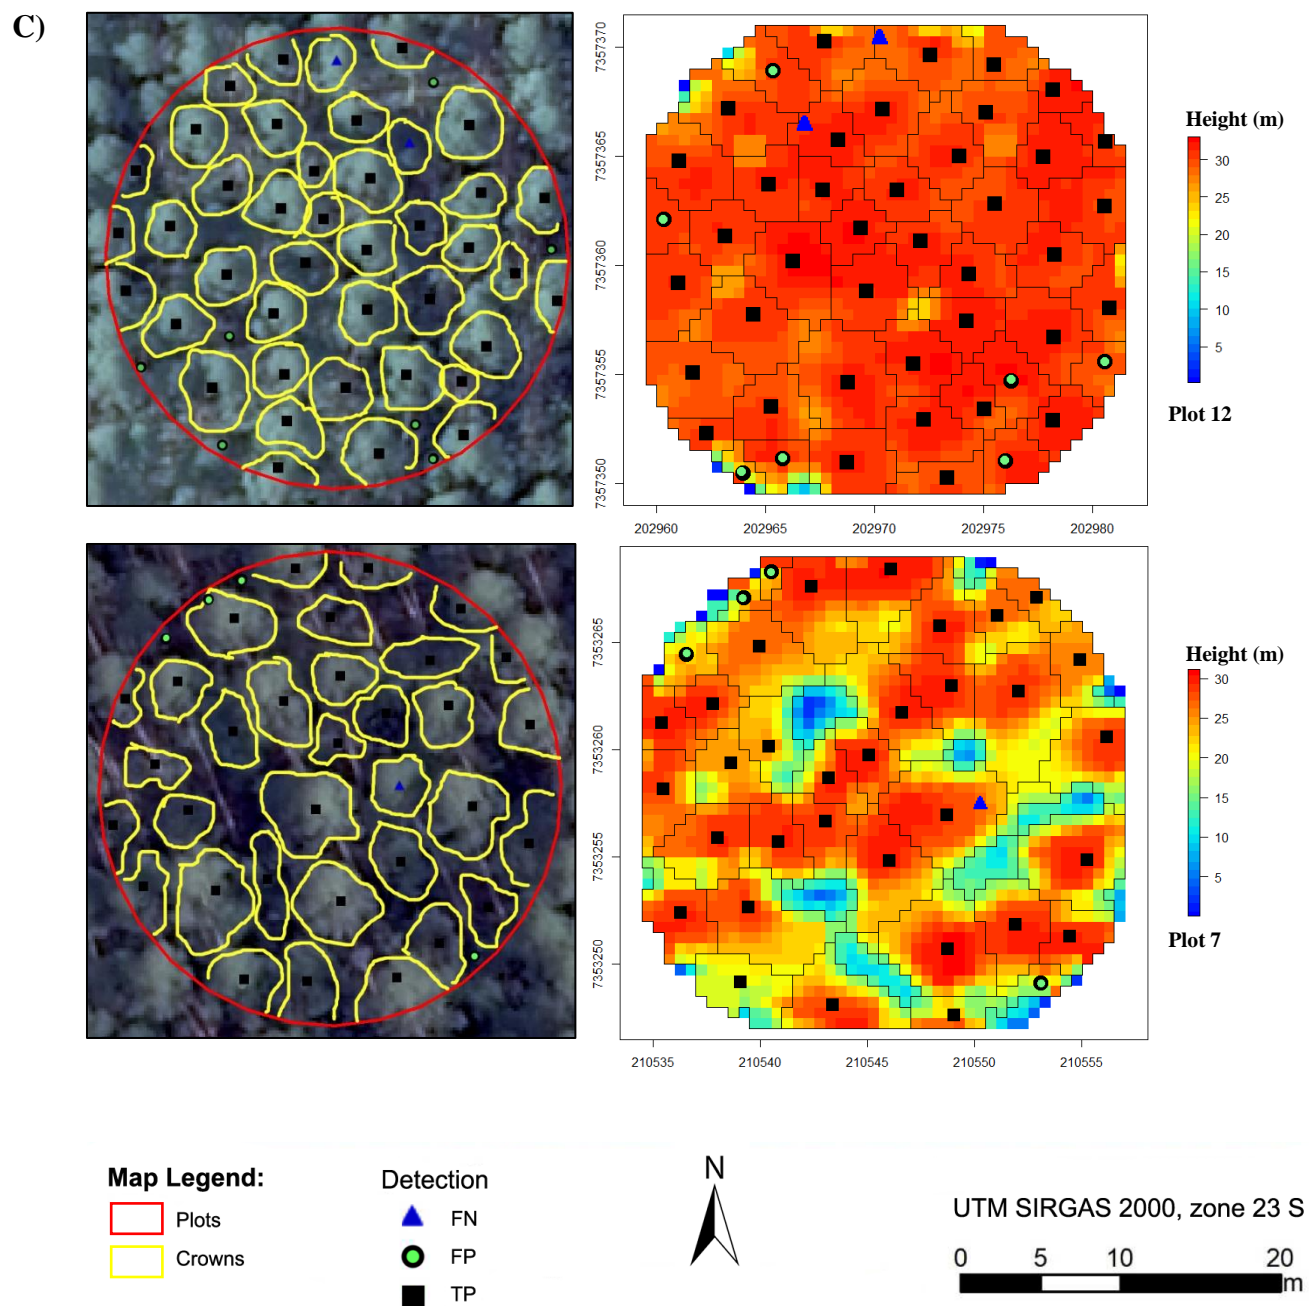 C)
7357370
7357365
7357360
7357355
7357350
202960 202965 202970 202975 202980
Height (m)
30
25
20
15
10
5
Plot 12
7353265
7353260
7353255
7353250
210535 210540 210545 210550 210555
Height (m)
30
25
20
15
10
5
Plot 7
Map Legend:
Plots
Crowns
Detection
FN
FP
TP
N
UTM SIRGAS 2000, zone 23 S
0 5 10 20
m